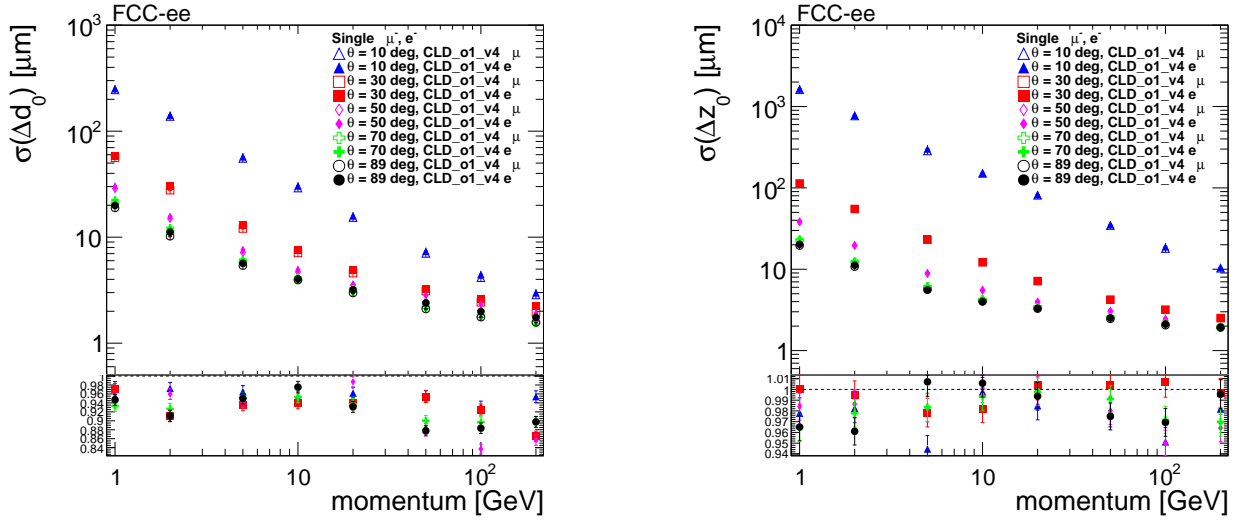 FCC-ee
σ(Δd₀) [μm]
10³
10²
10
1
Single μ⁻, e⁻
θ = 10 deg, CLD_o1_v4 μ
θ = 10 deg, CLD_o1_v4 e
θ = 30 deg, CLD_o1_v4 μ
θ = 30 deg, CLD_o1_v4 e
θ = 50 deg, CLD_o1_v4 μ
θ = 50 deg, CLD_o1_v4 e
θ = 70 deg, CLD_o1_v4 μ
θ = 70 deg, CLD_o1_v4 e
θ = 89 deg, CLD_o1_v4 μ
θ = 89 deg, CLD_o1_v4 e
0.98
0.96
0.94
0.92
0.9
0.88
0.86
0.84
1 10 10²
momentum [GeV]
FCC-ee
σ(Δz₀) [μm]
10⁴
10³
10²
10
1
Single μ⁻, e⁻
θ = 10 deg, CLD_o1_v4 μ
θ = 10 deg, CLD_o1_v4 e
θ = 30 deg, CLD_o1_v4 μ
θ = 30 deg, CLD_o1_v4 e
θ = 50 deg, CLD_o1_v4 μ
θ = 50 deg, CLD_o1_v4 e
θ = 70 deg, CLD_o1_v4 μ
θ = 70 deg, CLD_o1_v4 e
θ = 89 deg, CLD_o1_v4 μ
θ = 89 deg, CLD_o1_v4 e
1.01
1
0.99
0.98
0.97
0.96
0.95
0.94
1 10 10²
momentum [GeV]